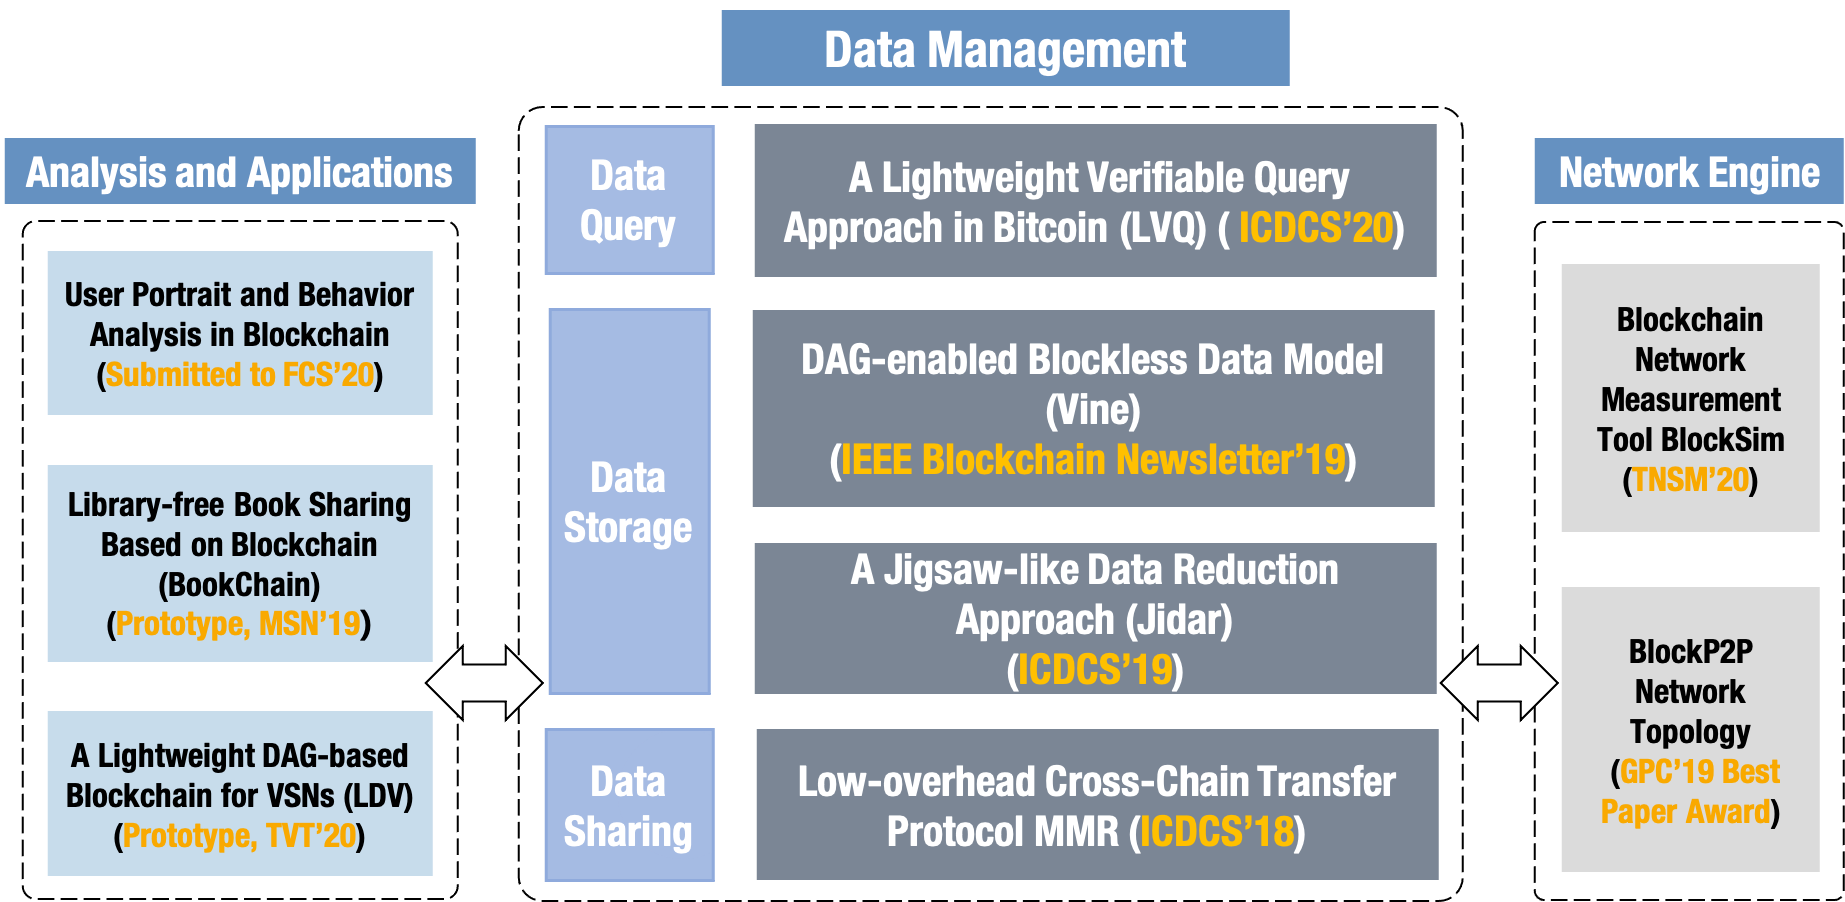 Data Management
Analysis and Applications
User Portrait and Behavior
Analysis in Blockchain
(Submitted to FCS’20)
Library-free Book Sharing
Based on Blockchain
(BookChain)
(Prototype, MSN’19)
A Lightweight DAG-based
Blockchain for VSNs (LDV)
(Prototype, TVT’20)
Data
Query
A Lightweight Verifiable Query
Approach in Bitcoin (LVQ) ( ICDCS’20)
Data
Storage
DAG-enabled Blockless Data Model
(Vine)
(IEEE Blockchain Newsletter’19)
A Jigsaw-like Data Reduction
Approach (Jidar)
(ICDCS’19)
Data
Sharing
Low-overhead Cross-Chain Transfer
Protocol MMR (ICDCS’18)
Network Engine
Blockchain
Network
Measurement
Tool BlockSim
(TNSM’20)
BlockP2P
Network
Topology
(GPC’19 Best
Paper Award)